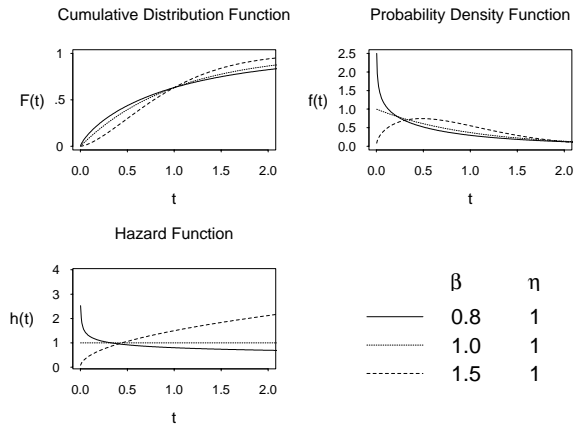 Cumulative Distribution Function
1
.5
0
F(t)
0.0 0.5 1.0 1.5 2.0
t
Probability Density Function
2.5
2.0
1.5
1.0
0.5
0.0
f(t)
0.0 0.5 1.0 1.5 2.0
t
Hazard Function
4
3
2
1
0
h(t)
0.0 0.5 1.0 1.5 2.0
t
β η
0.8 1
1.0 1
1.5 1